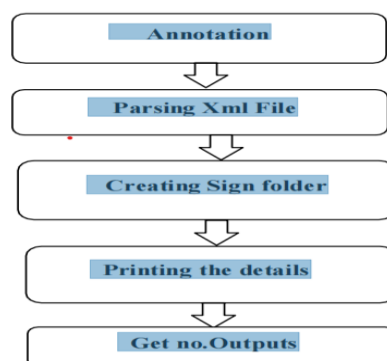 Annotation
Parsing Xml File
Creating Sign folder
Printing the details
Get no.Outputs